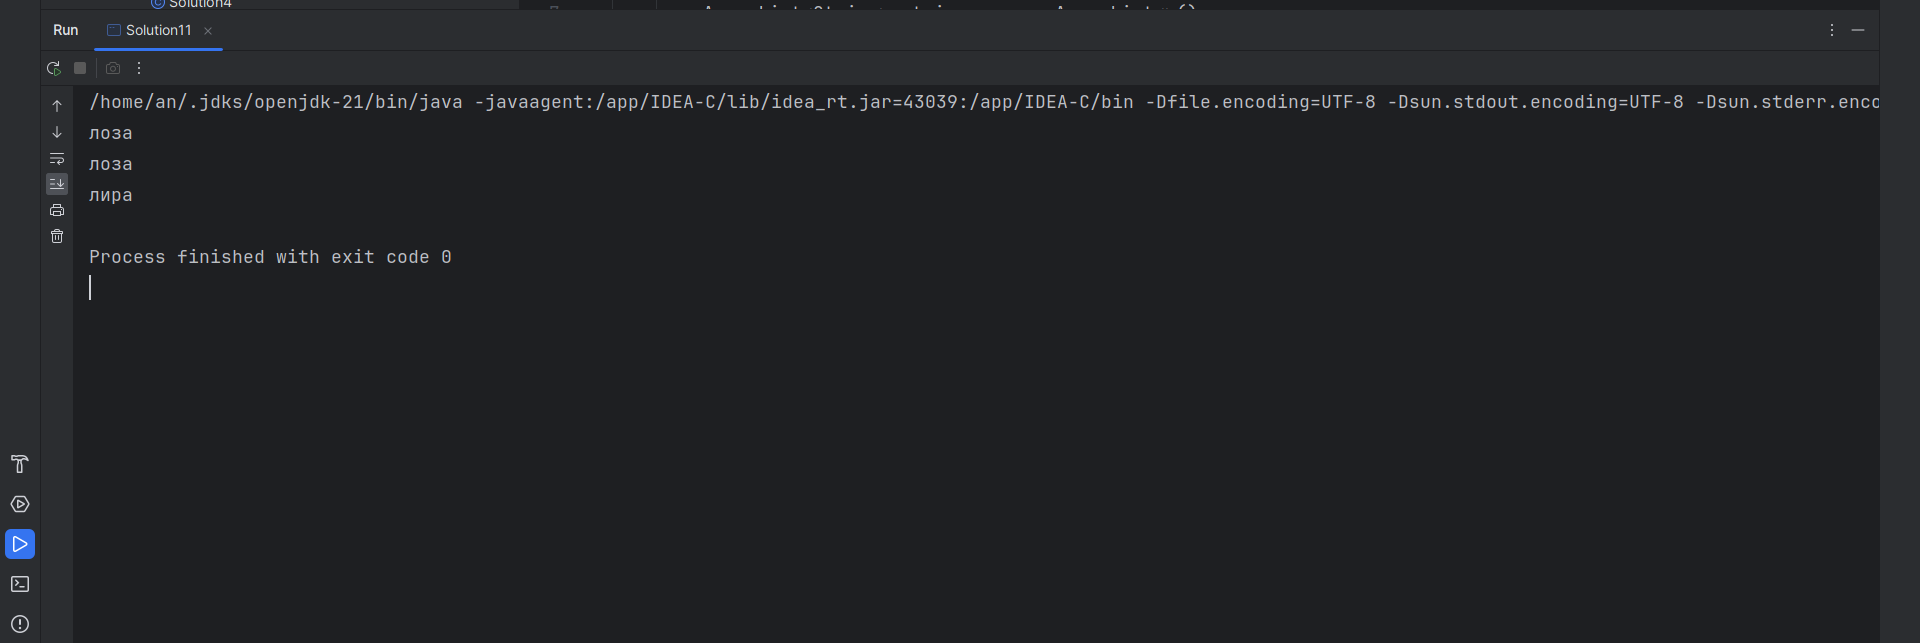 Solution4
Run Solution11
/home/an/.jdks/openjdk-21/bin/java -javaagent:/app/IDEA-C/lib/idea_rt.jar=43039:/app/IDEA-C/bin -Dfile.encoding=UTF-8 -Dsun.stdout.encoding=UTF-8 -Dsun.stderr.enco
лоза
лоза
лира
Process finished with exit code 0